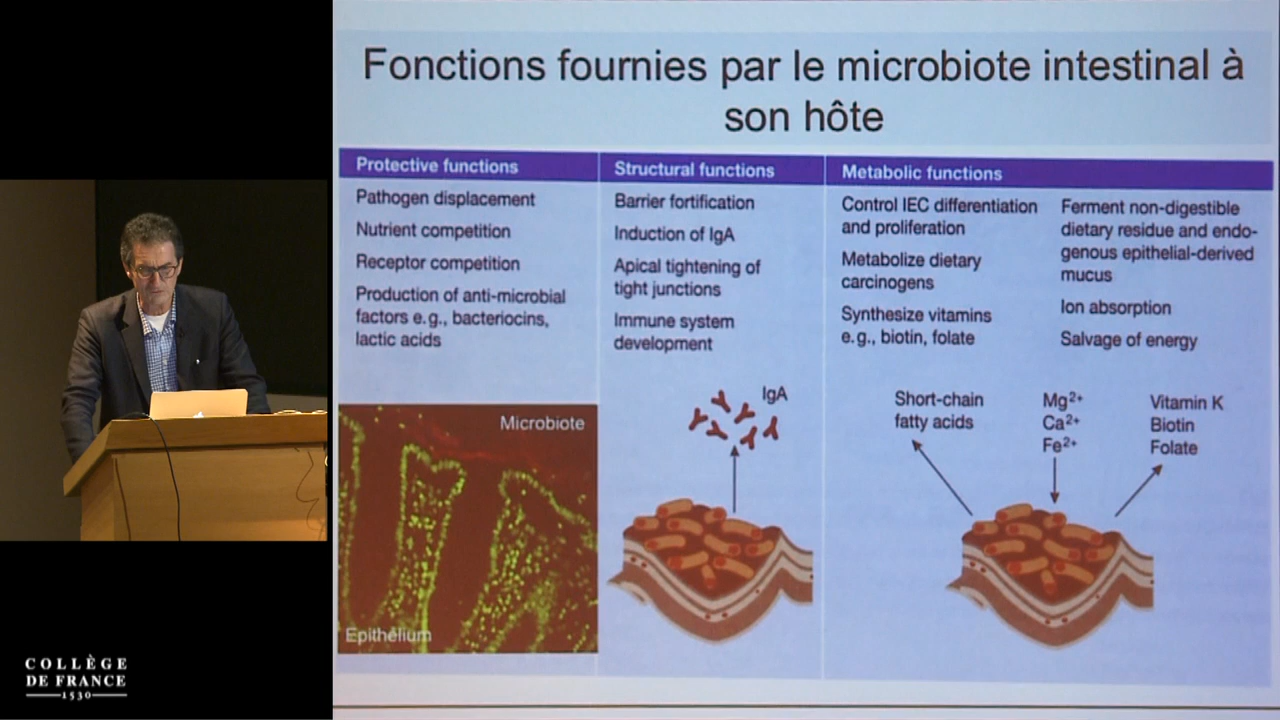 Fonctions fournies par le microbiote intestinal à
son hôte
Protective functions
Pathogen displacement
Nutrient competition
Receptor competition
Production of anti-microbial
factors e.g., bacteriocins,
lactic acids
Structural functions
Barrier fortification
Induction of IgA
Apical tightening of
tight junctions
Immune system
development
Metabolic functions
Control IEC differentiation
and proliferation
Metabolize dietary
carcinogens
Synthesize vitamins
e.g., biotin, folate
Ferment non-digestible
dietary residue and endo-
genous epithelial-derived
mucus
Ion absorption
Salvage of energy
Microbiote
Epithélium
IgA
Short-chain
fatty acids
Mg²⁺
Ca²⁺
Fe²⁺
Vitamin K
Biotin
Folate
COLLÈGE
DE FRANCE
1530